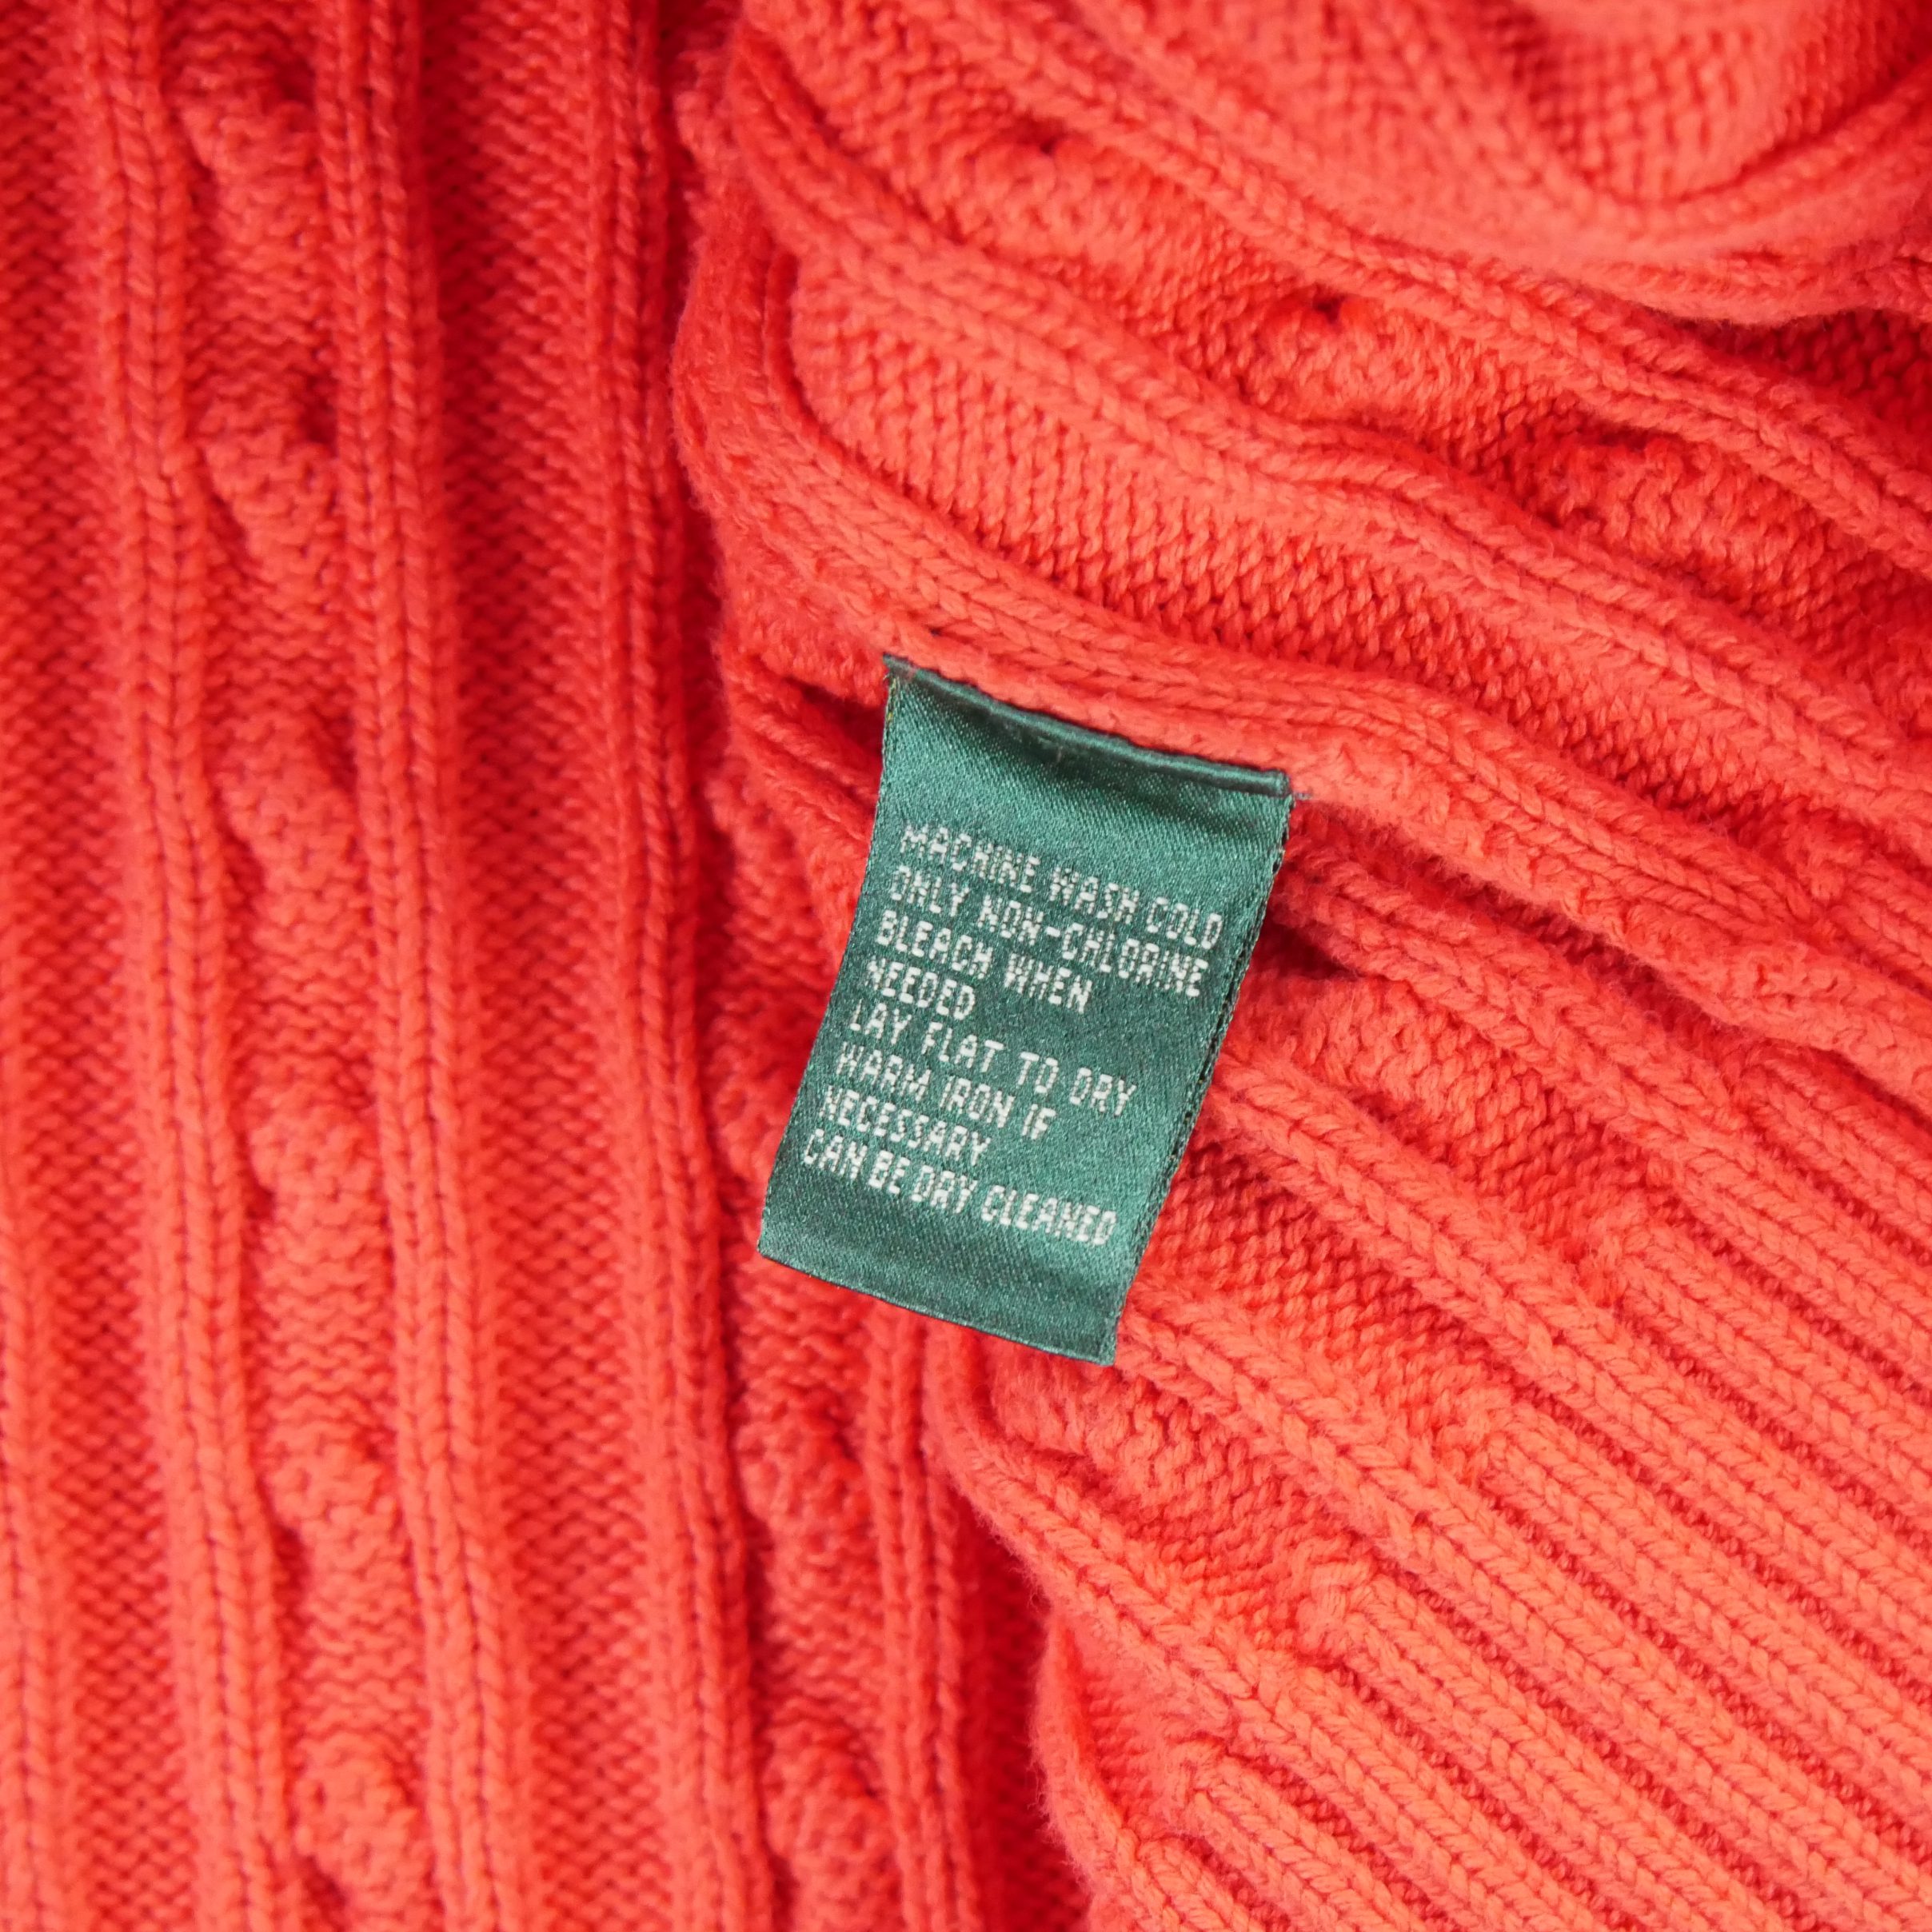 MACHINE WASH COLD
ONLY NON-CHLORINE
BLEACH WHEN
NEEDED
LAY FLAT TO DRY
WARM IRON IF
NECESSARY
CAN BE DRY CLEANED